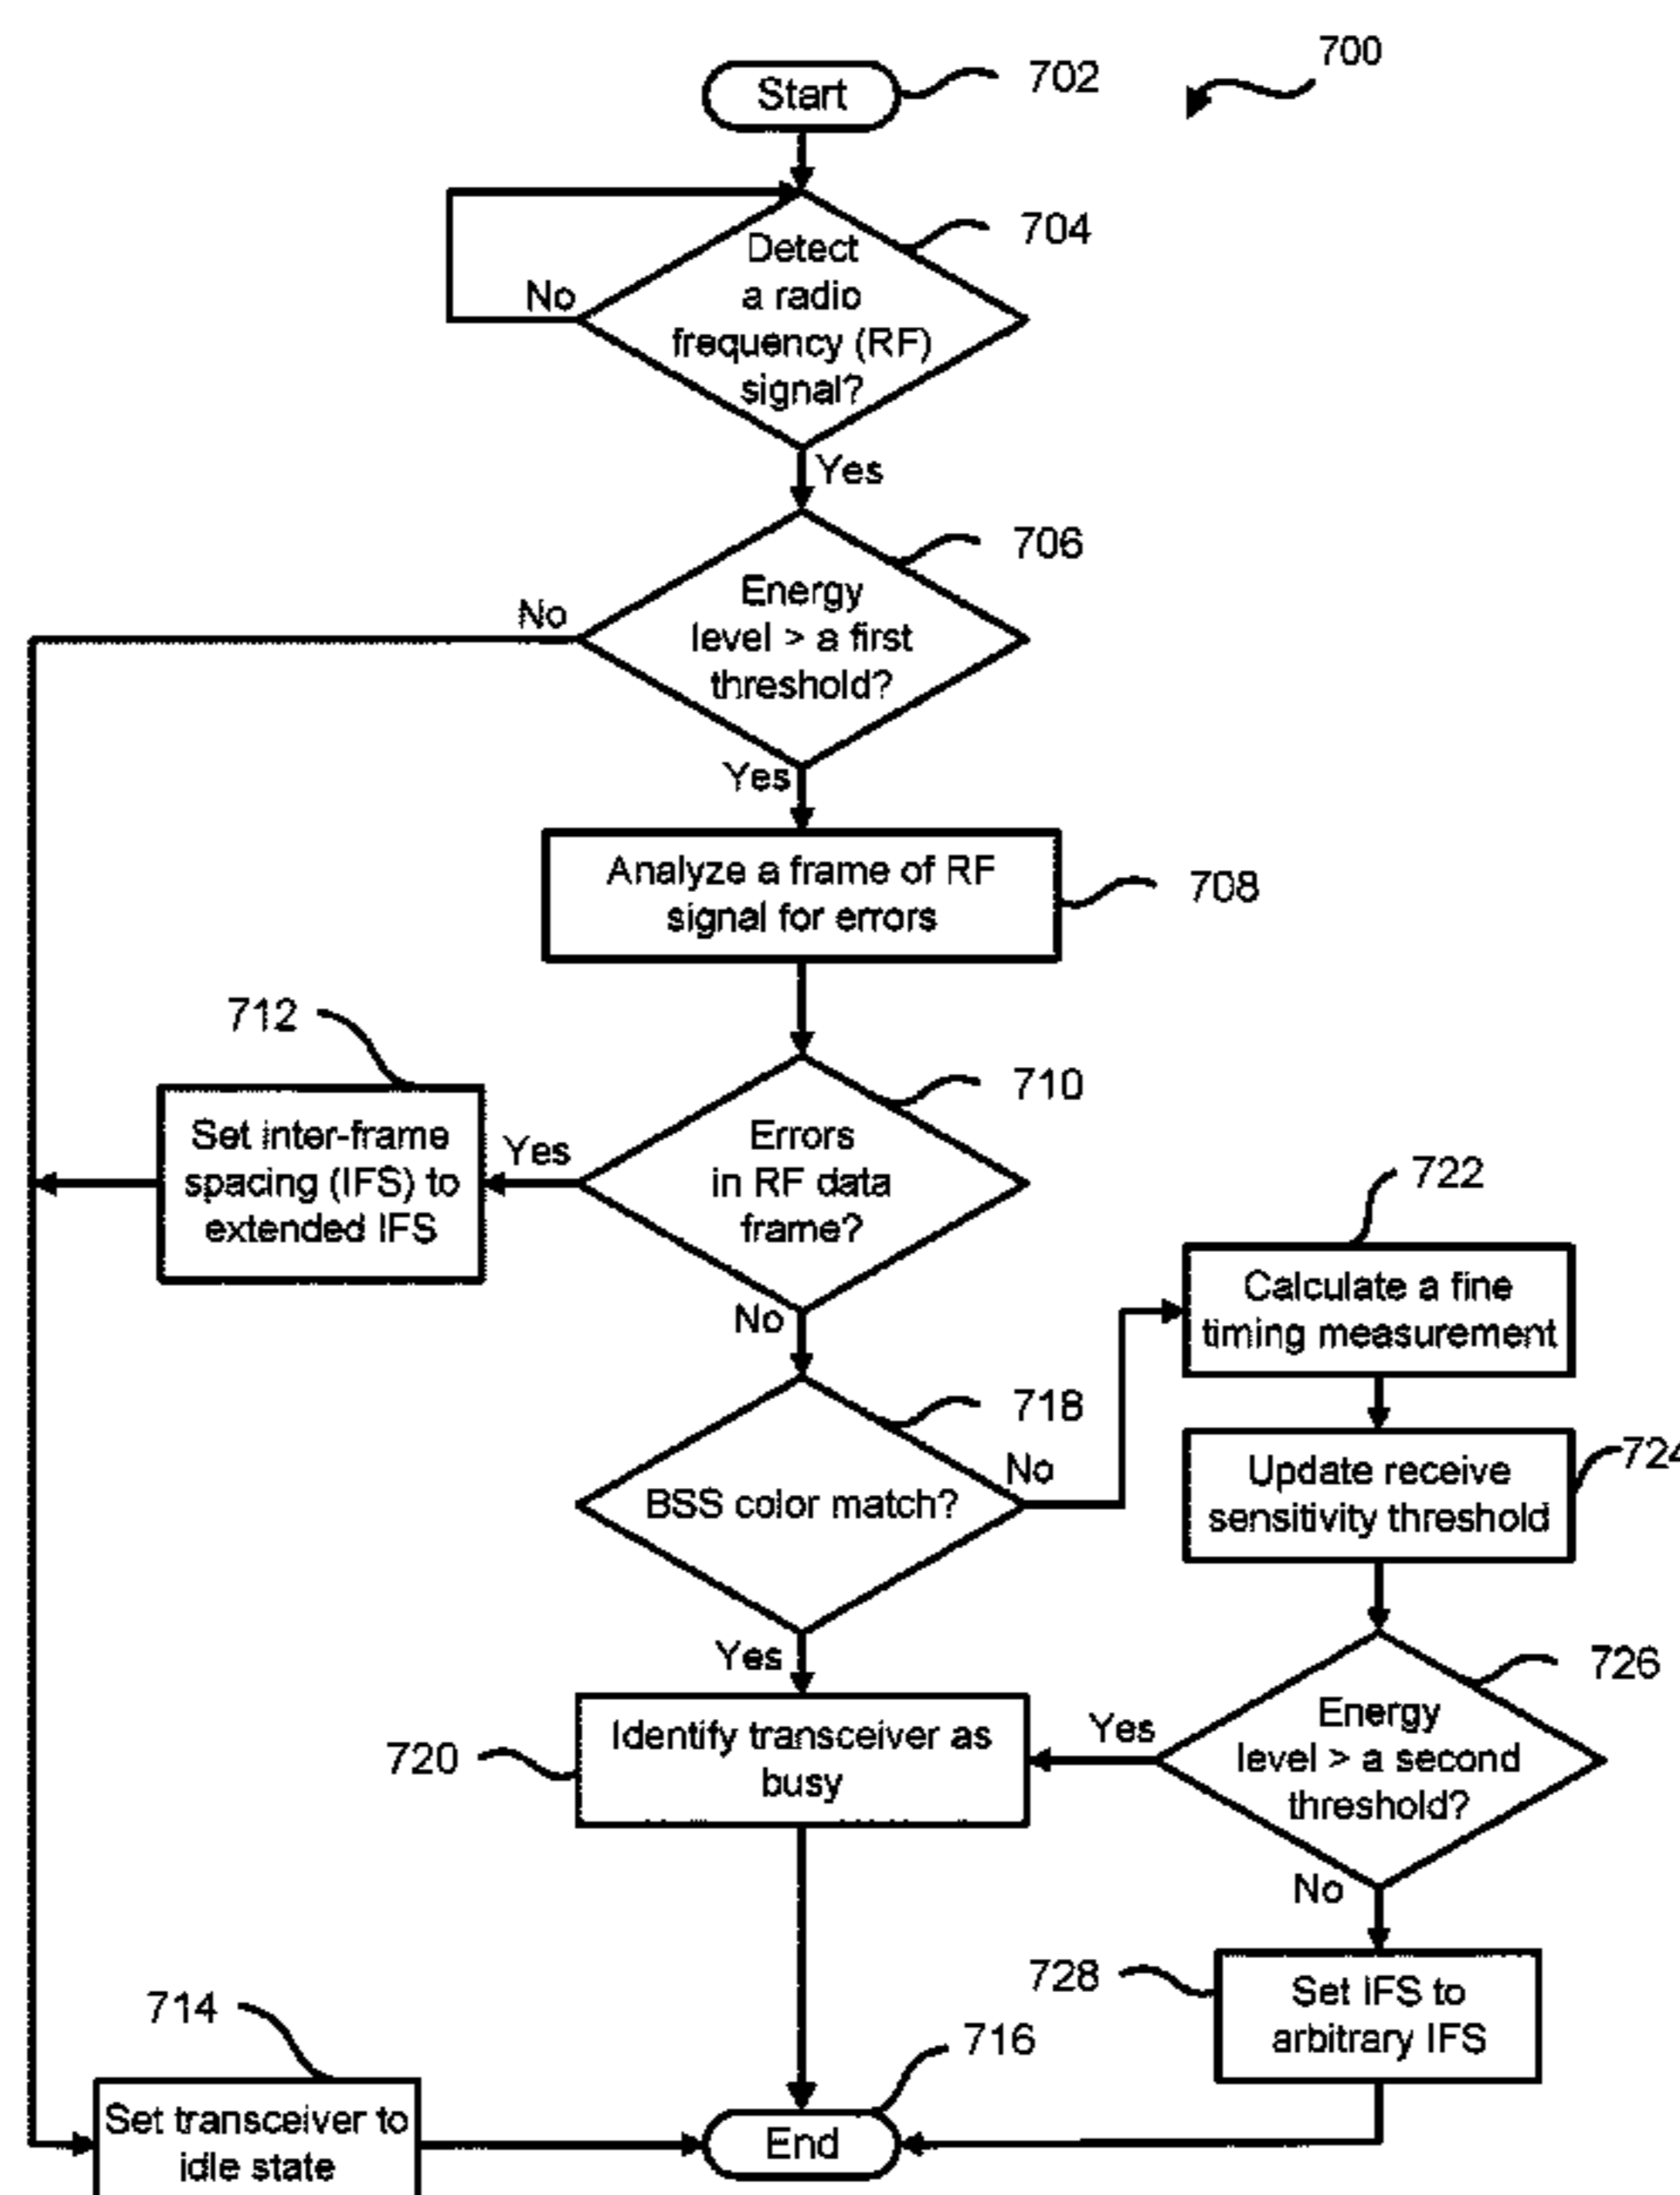 700
Start
702
Detect
a radio
frequency (RF)
signal?
704
No
Yes
Energy
level > a first
threshold?
706
No
Yes
Analyze a frame of RF
signal for errors
708
Errors
in RF data
frame?
710
Yes
712
Set inter-frame
spacing (IFS) to
extended IFS
No
BSS color match?
718
No
722
Calculate a fine
timing measurement
Update receive
sensitivity threshold
724
Yes
Identify transceiver as
busy
720
Yes
Energy
level > a second
threshold?
726
No
728
Set IFS to
arbitrary IFS
714
Set transceiver to
idle state
716
End